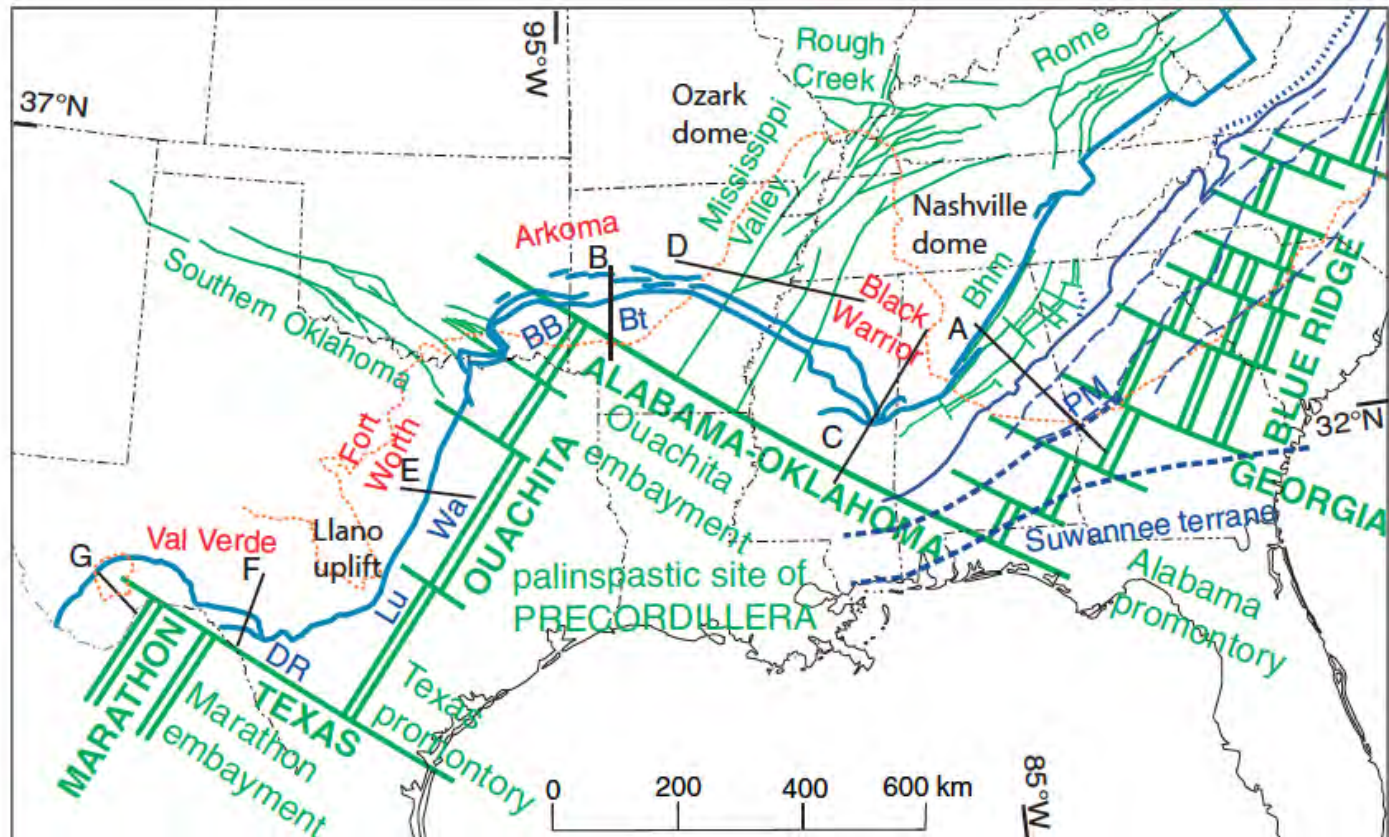 37°N
95°W
Rough
Creek
Rome
Ozark
dome
Mississippi
Valley
Nashville
dome
Arkoma
B
D
Southern Oklahoma
BB
Bt
Black
Warrior
Bhm
A
BLUE RIDGE
PM
32°N
ALABAMA-OKLAHOMA
Ouachita
embayment
C
Fort
Worth
E
Wa
OUACHITA
GEORGIA
Suwannee terrane
Val Verde
Llano
uplift
G
F
Lu
palinspastic site of
PRECORDILLERA
Alabama
promontory
DR
MARATHON
TEXAS
Marathon
embayment
Texas
promontory
0 200 400 600 km
85°W